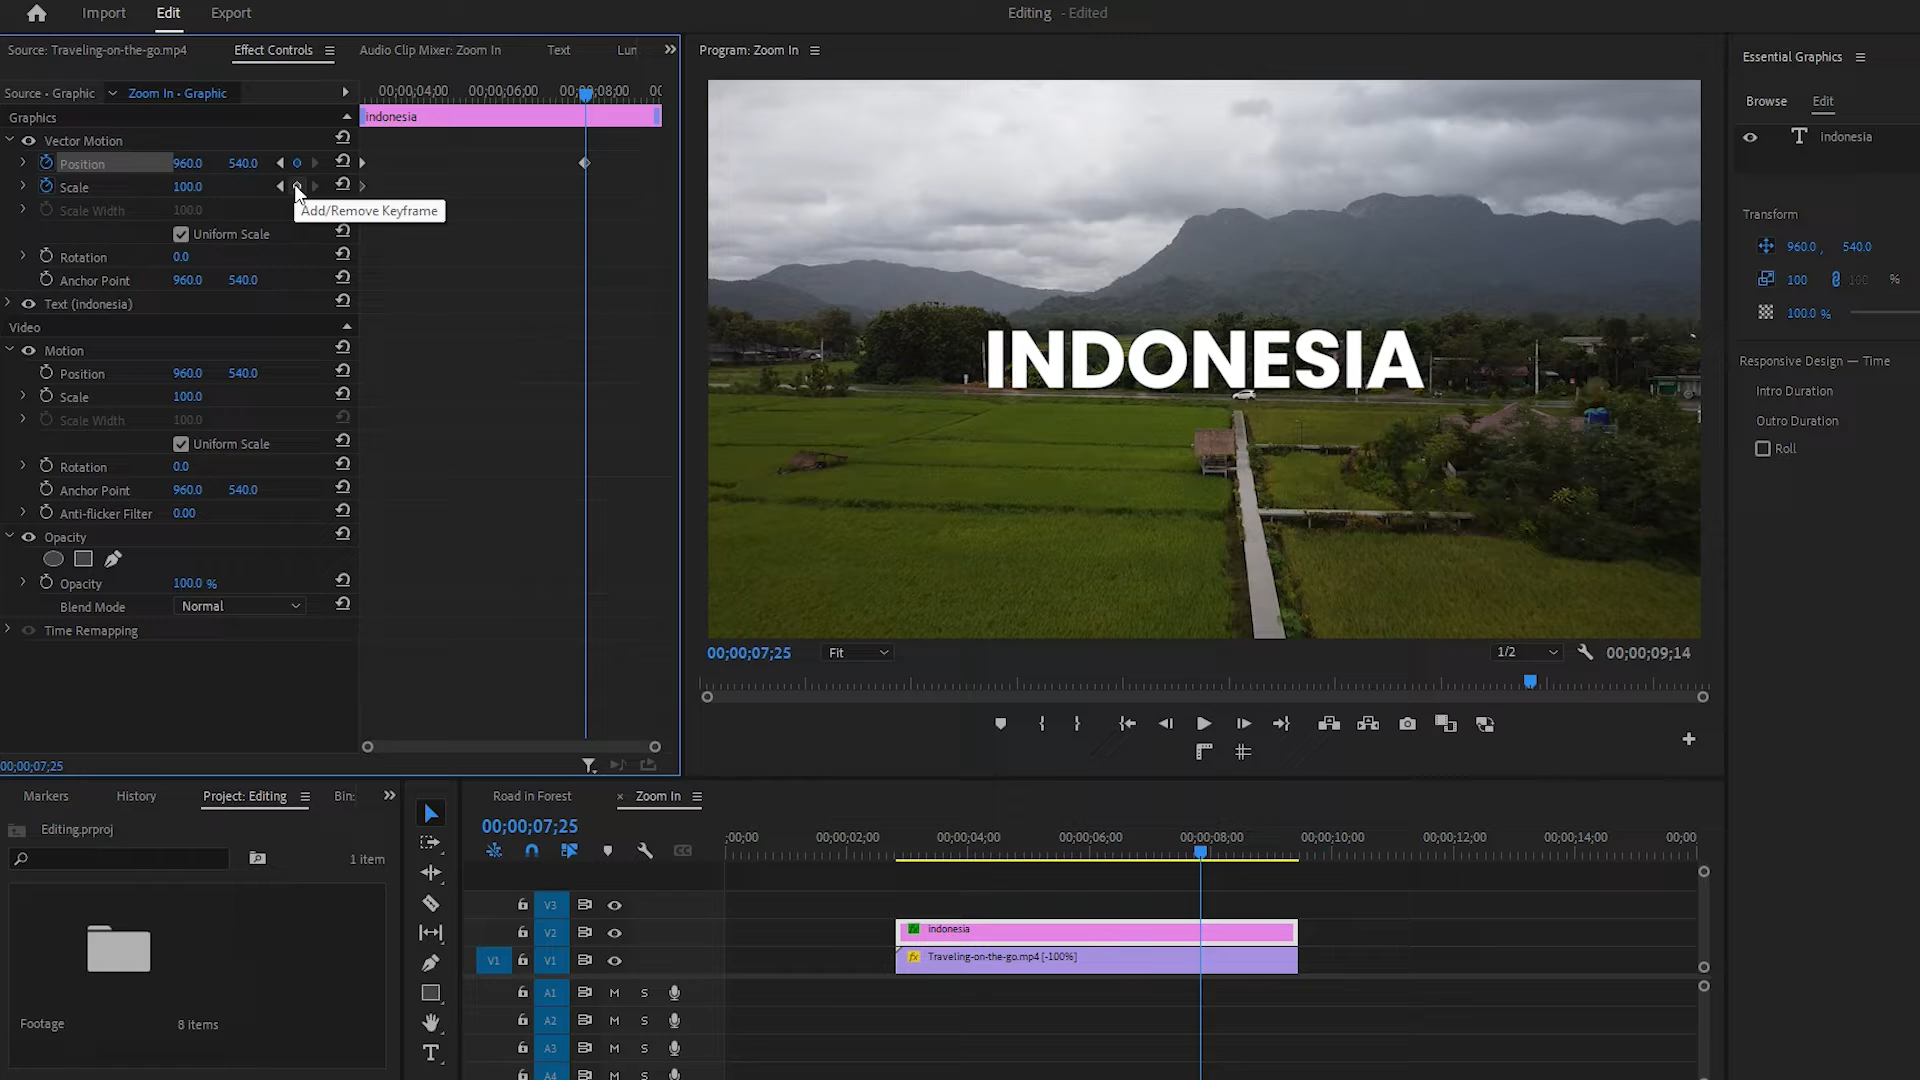 Import Edit Export
Editing - Edited
Source: Traveling-on-the-go.mp4 Effect Controls Audio Clip Mixer: Zoom In Text Lun
Source • Graphic Zoom In • Graphic
00;00;04;00 00;00;06;00 00;00;08;00 00
Graphics
indonesia
Vector Motion
Position 960.0 540.0
Scale 100.0
Add/Remove Keyframe
Scale Width 100.0
Uniform Scale
Rotation 0.0
Anchor Point 960.0 540.0
Text (indonesia)
Video
Motion
Position 960.0 540.0
Scale 100.0
Scale Width 100.0
Uniform Scale
Rotation 0.0
Anchor Point 960.0 540.0
Anti-flicker Filter 0.00
Opacity
Opacity 100.0 %
Blend Mode Normal
Time Remapping
00;00;07;25
Program: Zoom In
INDONESIA
00;00;07;25 Fit 1/2 00;00;09;14
Essential Graphics
Browse Edit
indonesia
Transform
960.0 , 540.0
100 100 %
100.0 %
Responsive Design — Time
Intro Duration
Outro Duration
Roll
Markers History Project: Editing Bin:
Editing.prproj
1 item
Footage 8 items
Road in Forest × Zoom In
00;00;07;25
;00;00 00;00;02;00 00;00;04;00 00;00;06;00 00;00;08;00 00;00;10;00 00;00;12;00 00;00;14;00 00;00
V3
V2 indonesia
V1 V1 fx Traveling-on-the-go.mp4 [-100%]
A1 M S
A2 M S
A3 M S
A4 M S